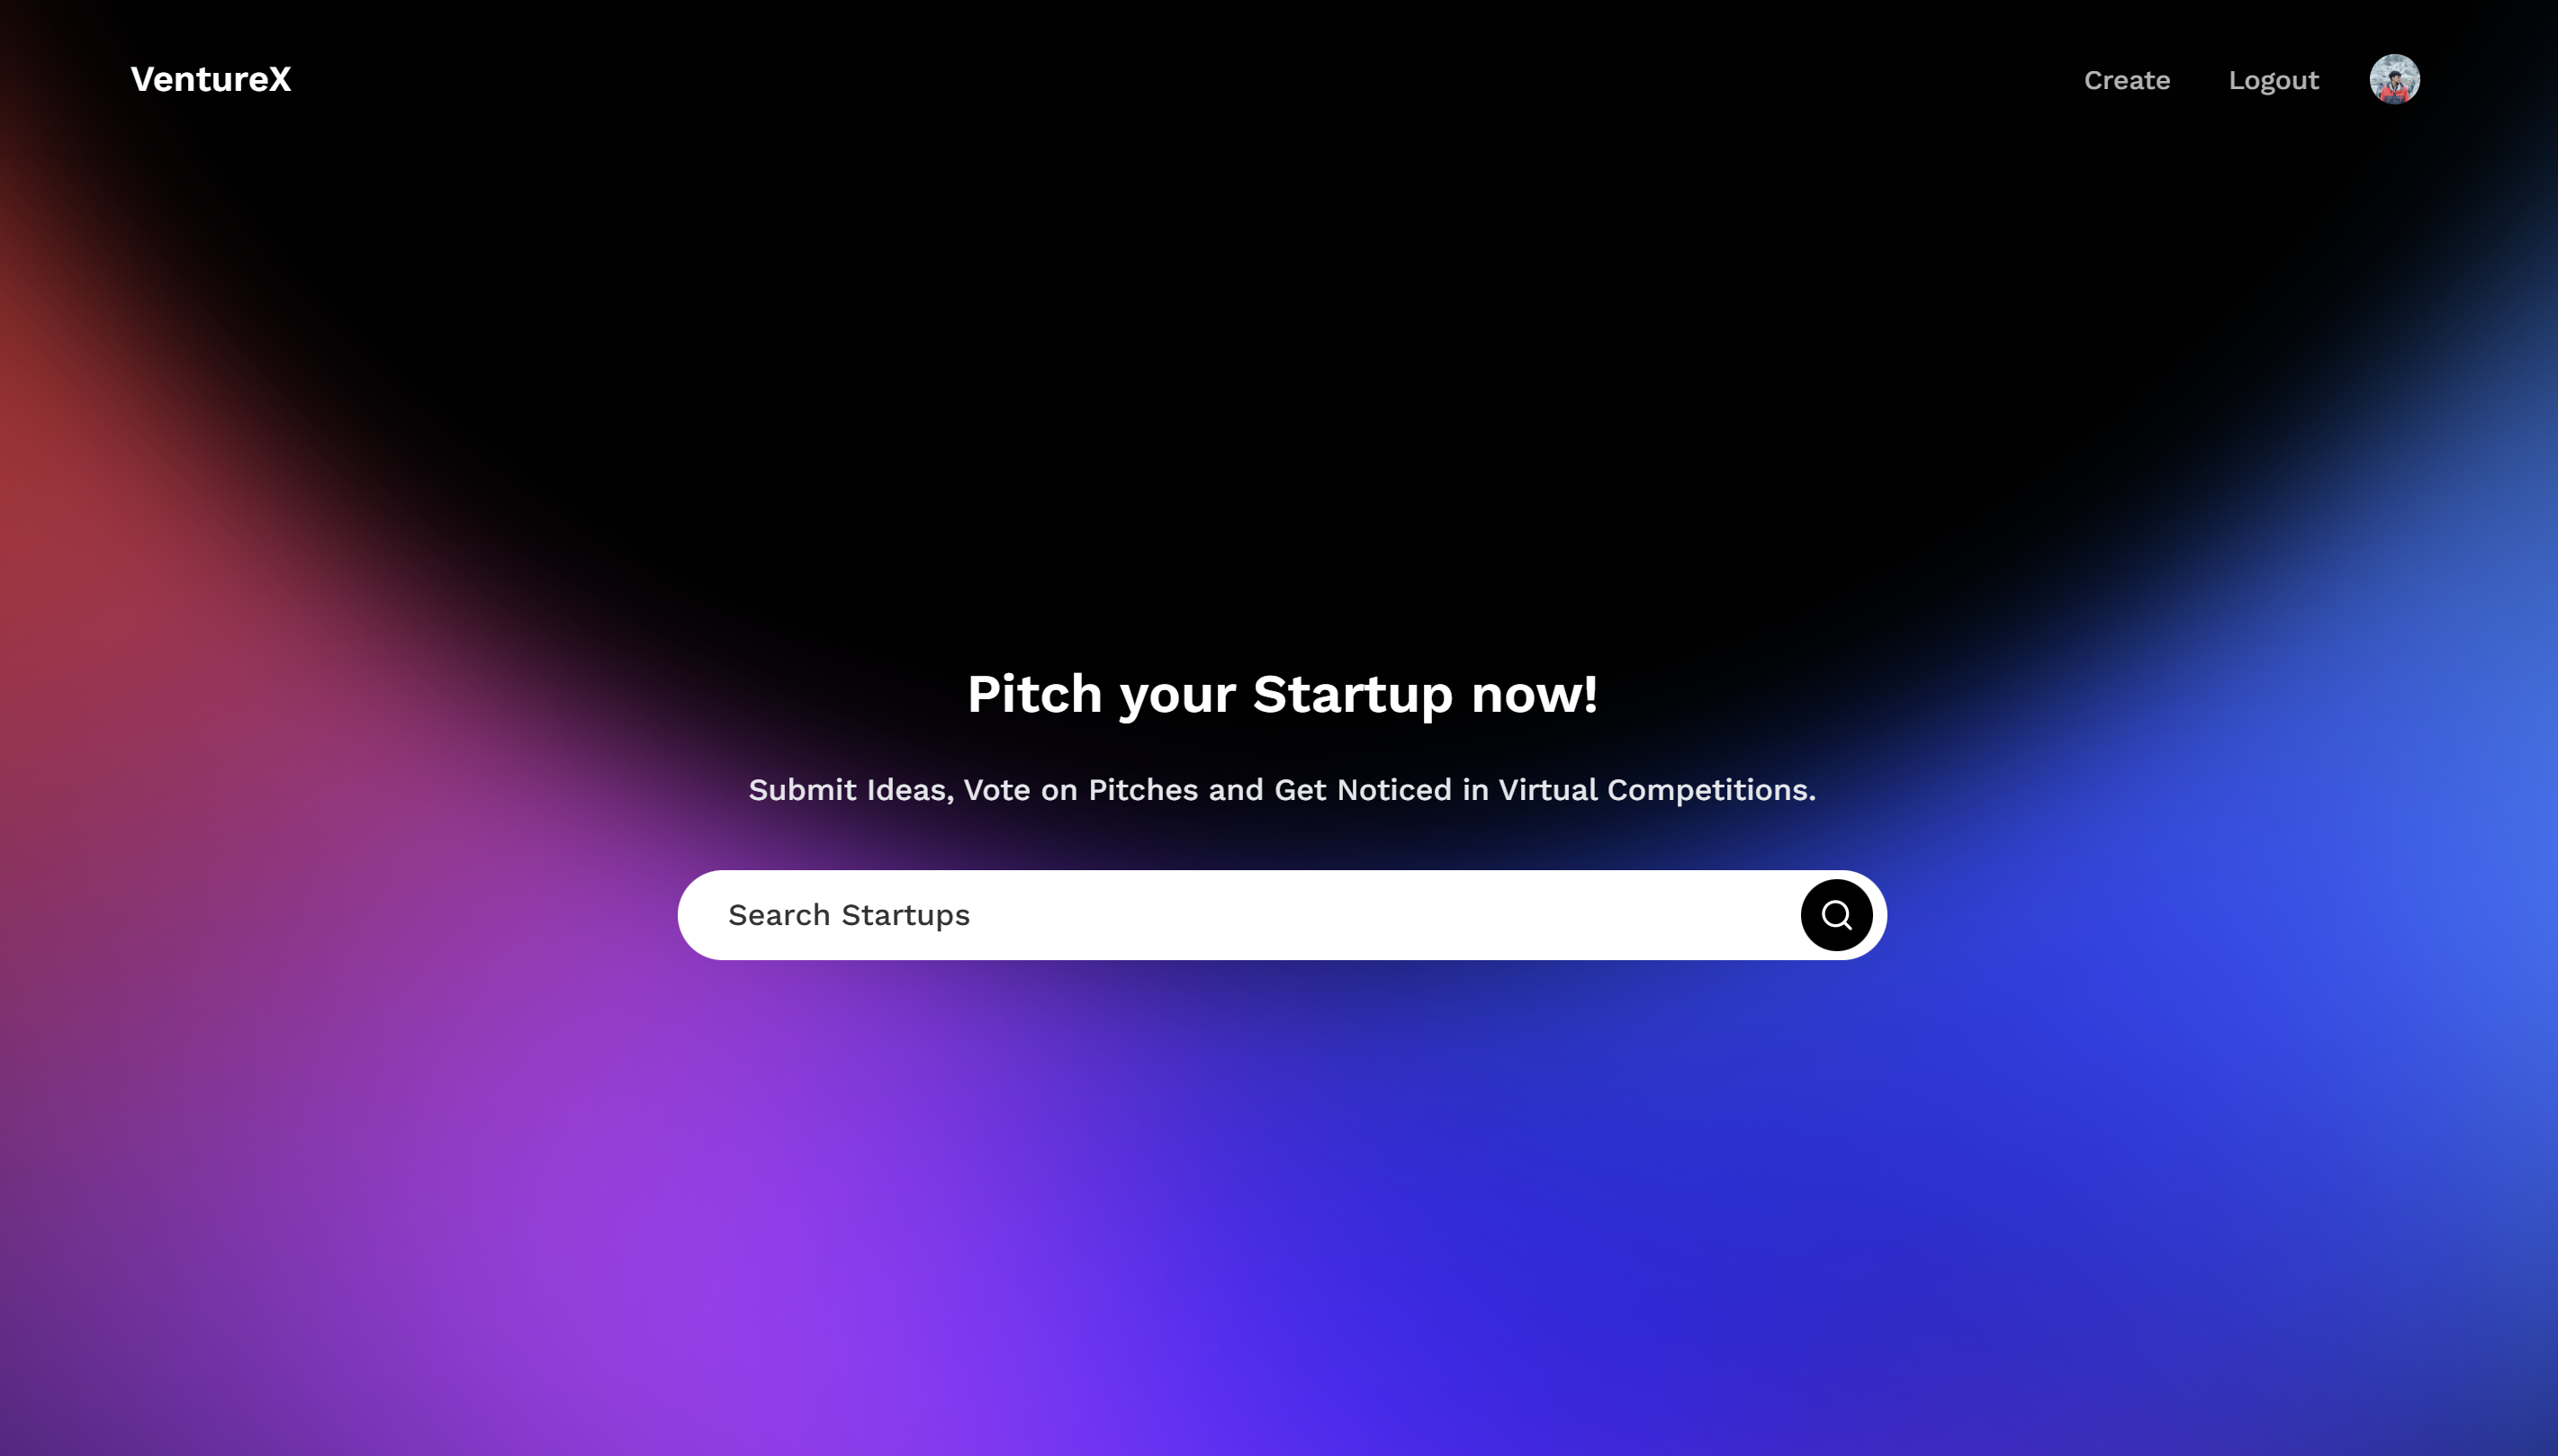 VentureX
Create
Logout
Pitch your Startup now!
Submit Ideas, Vote on Pitches and Get Noticed in Virtual Competitions.
Search Startups